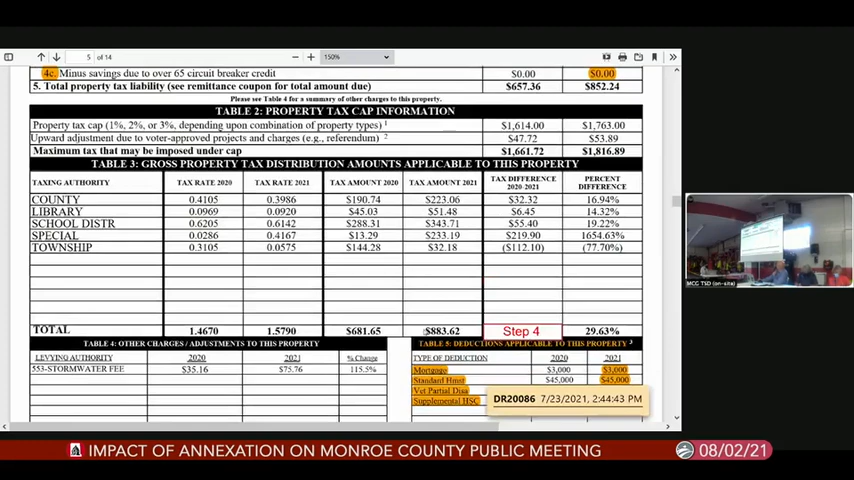 5 of 14
150%
4c. Minus savings due to over 65 circuit breaker credit $0.00 $0.00
5. Total property tax liability (see remittance coupon for total amount due) $657.36 $852.24
Please see Table 4 for a summary of other charges to this property.
TABLE 2: PROPERTY TAX CAP INFORMATION
Property tax cap (1%, 2%, or 3%, depending upon combination of property types) 1 $1,614.00 $1,763.00
Upward adjustment due to voter-approved projects and charges (e.g., referendum) 2 $47.72 $53.89
Maximum tax that may be imposed under cap $1,661.72 $1,816.89
TABLE 3: GROSS PROPERTY TAX DISTRIBUTION AMOUNTS APPLICABLE TO THIS PROPERTY
TAXING AUTHORITY TAX RATE 2020 TAX RATE 2021 TAX AMOUNT 2020 TAX AMOUNT 2021 TAX DIFFERENCE 2020-2021 PERCENT DIFFERENCE
COUNTY 0.4105 0.3986 $190.74 $223.06 $32.32 16.94%
LIBRARY 0.0969 0.0920 $45.03 $51.48 $6.45 14.32%
SCHOOL DISTR 0.6205 0.6142 $288.31 $343.71 $55.40 19.22%
SPECIAL 0.0286 0.4167 $13.29 $233.19 $219.90 1654.63%
TOWNSHIP 0.3105 0.0575 $144.28 $32.18 ($112.10) (77.70%)
TOTAL 1.4670 1.5790 $681.65 $883.62 Step 4 29.63%
TABLE 4: OTHER CHARGES / ADJUSTMENTS TO THIS PROPERTY
LEVYING AUTHORITY 2020 2021 % Change
553-STORMWATER FEE $35.16 $75.76 115.5%
TABLE 5: DEDUCTIONS APPLICABLE TO THIS PROPERTY 3
TYPE OF DEDUCTION 2020 2021
Mortgage $3,000 $3,000
Standard Hmst $45,000 $45,000
Vet Partial Disa
Supplemental HSC
DR20086 7/23/2021, 2:44:43 PM
MCG TSD (on-site)
IMPACT OF ANNEXATION ON MONROE COUNTY PUBLIC MEETING
08/02/21